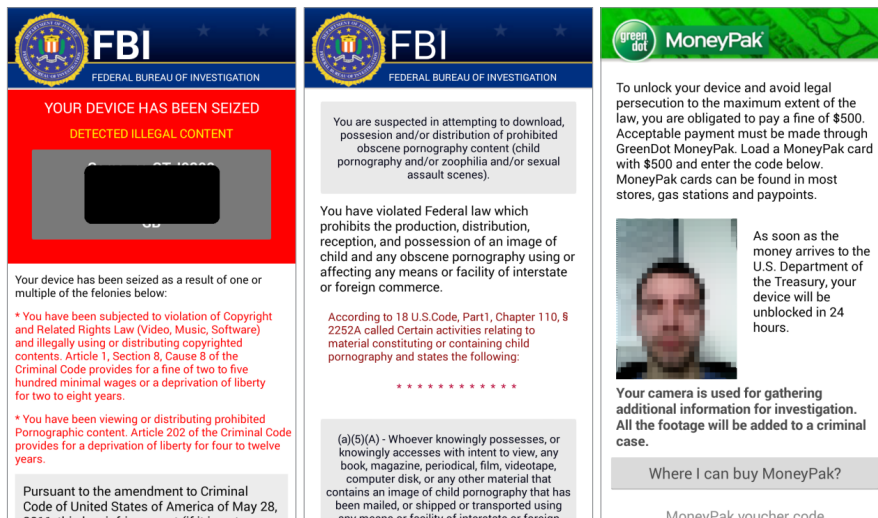 FBI
FEDERAL BUREAU OF INVESTIGATION
YOUR DEVICE HAS BEEN SEIZED
DETECTED ILLEGAL CONTENT
Your device has been seized as a result of one or
multiple of the felonies below:
* You have been subjected to violation of Copyright
and Related Rights Law (Video, Music, Software)
and illegally using or distributing copyrighted
contents. Article 1, Section 8, Cause 8 of the
Criminal Code provides for a fine of two to five
hundred minimal wages or a deprivation of liberty
for two to eight years.
* You have been viewing or distributing prohibited
Pornographic content. Article 202 of the Criminal Code
provides for a deprivation of liberty for four to twelve
years.
Pursuant to the amendment to Criminal
Code of United States of America of May 28,
FBI
FEDERAL BUREAU OF INVESTIGATION
You are suspected in attempting to download,
possesion and/or distribution of prohibited
obscene pornography content (child
pornography and/or zoophilia and/or sexual
assault scenes).
You have violated Federal law which
prohibits the production, distribution,
reception, and possession of an image of
child and any obscene pornography using or
affecting any means or facility of interstate
or foreign commerce.
According to 18 U.S.Code, Part1, Chapter 110, §
2252A called Certain activities relating to
material constituting or containing child
pornography and states the following:
* * * * * * * * * * * *
(a)(5)(A) - Whoever knowingly possesses, or
knowingly accesses with intent to view, any
book, magazine, periodical, film, videotape,
computer disk, or any other material that
contains an image of child pornography that has
been mailed, or shipped or transported using
any means or facility of interstate or foreign
green dot MoneyPak
To unlock your device and avoid legal
persecution to the maximum extent of the
law, you are obligated to pay a fine of $500.
Acceptable payment must be made through
GreenDot MoneyPak. Load a MoneyPak card
with $500 and enter the code below.
MoneyPak cards can be found in most
stores, gas stations and paypoints.
As soon as the
money arrives to the
U.S. Department of
the Treasury, your
device will be
unblocked in 24
hours.
Your camera is used for gathering
additional information for investigation.
All the footage will be added to a criminal
case.
Where I can buy MoneyPak?
MoneyPak voucher code